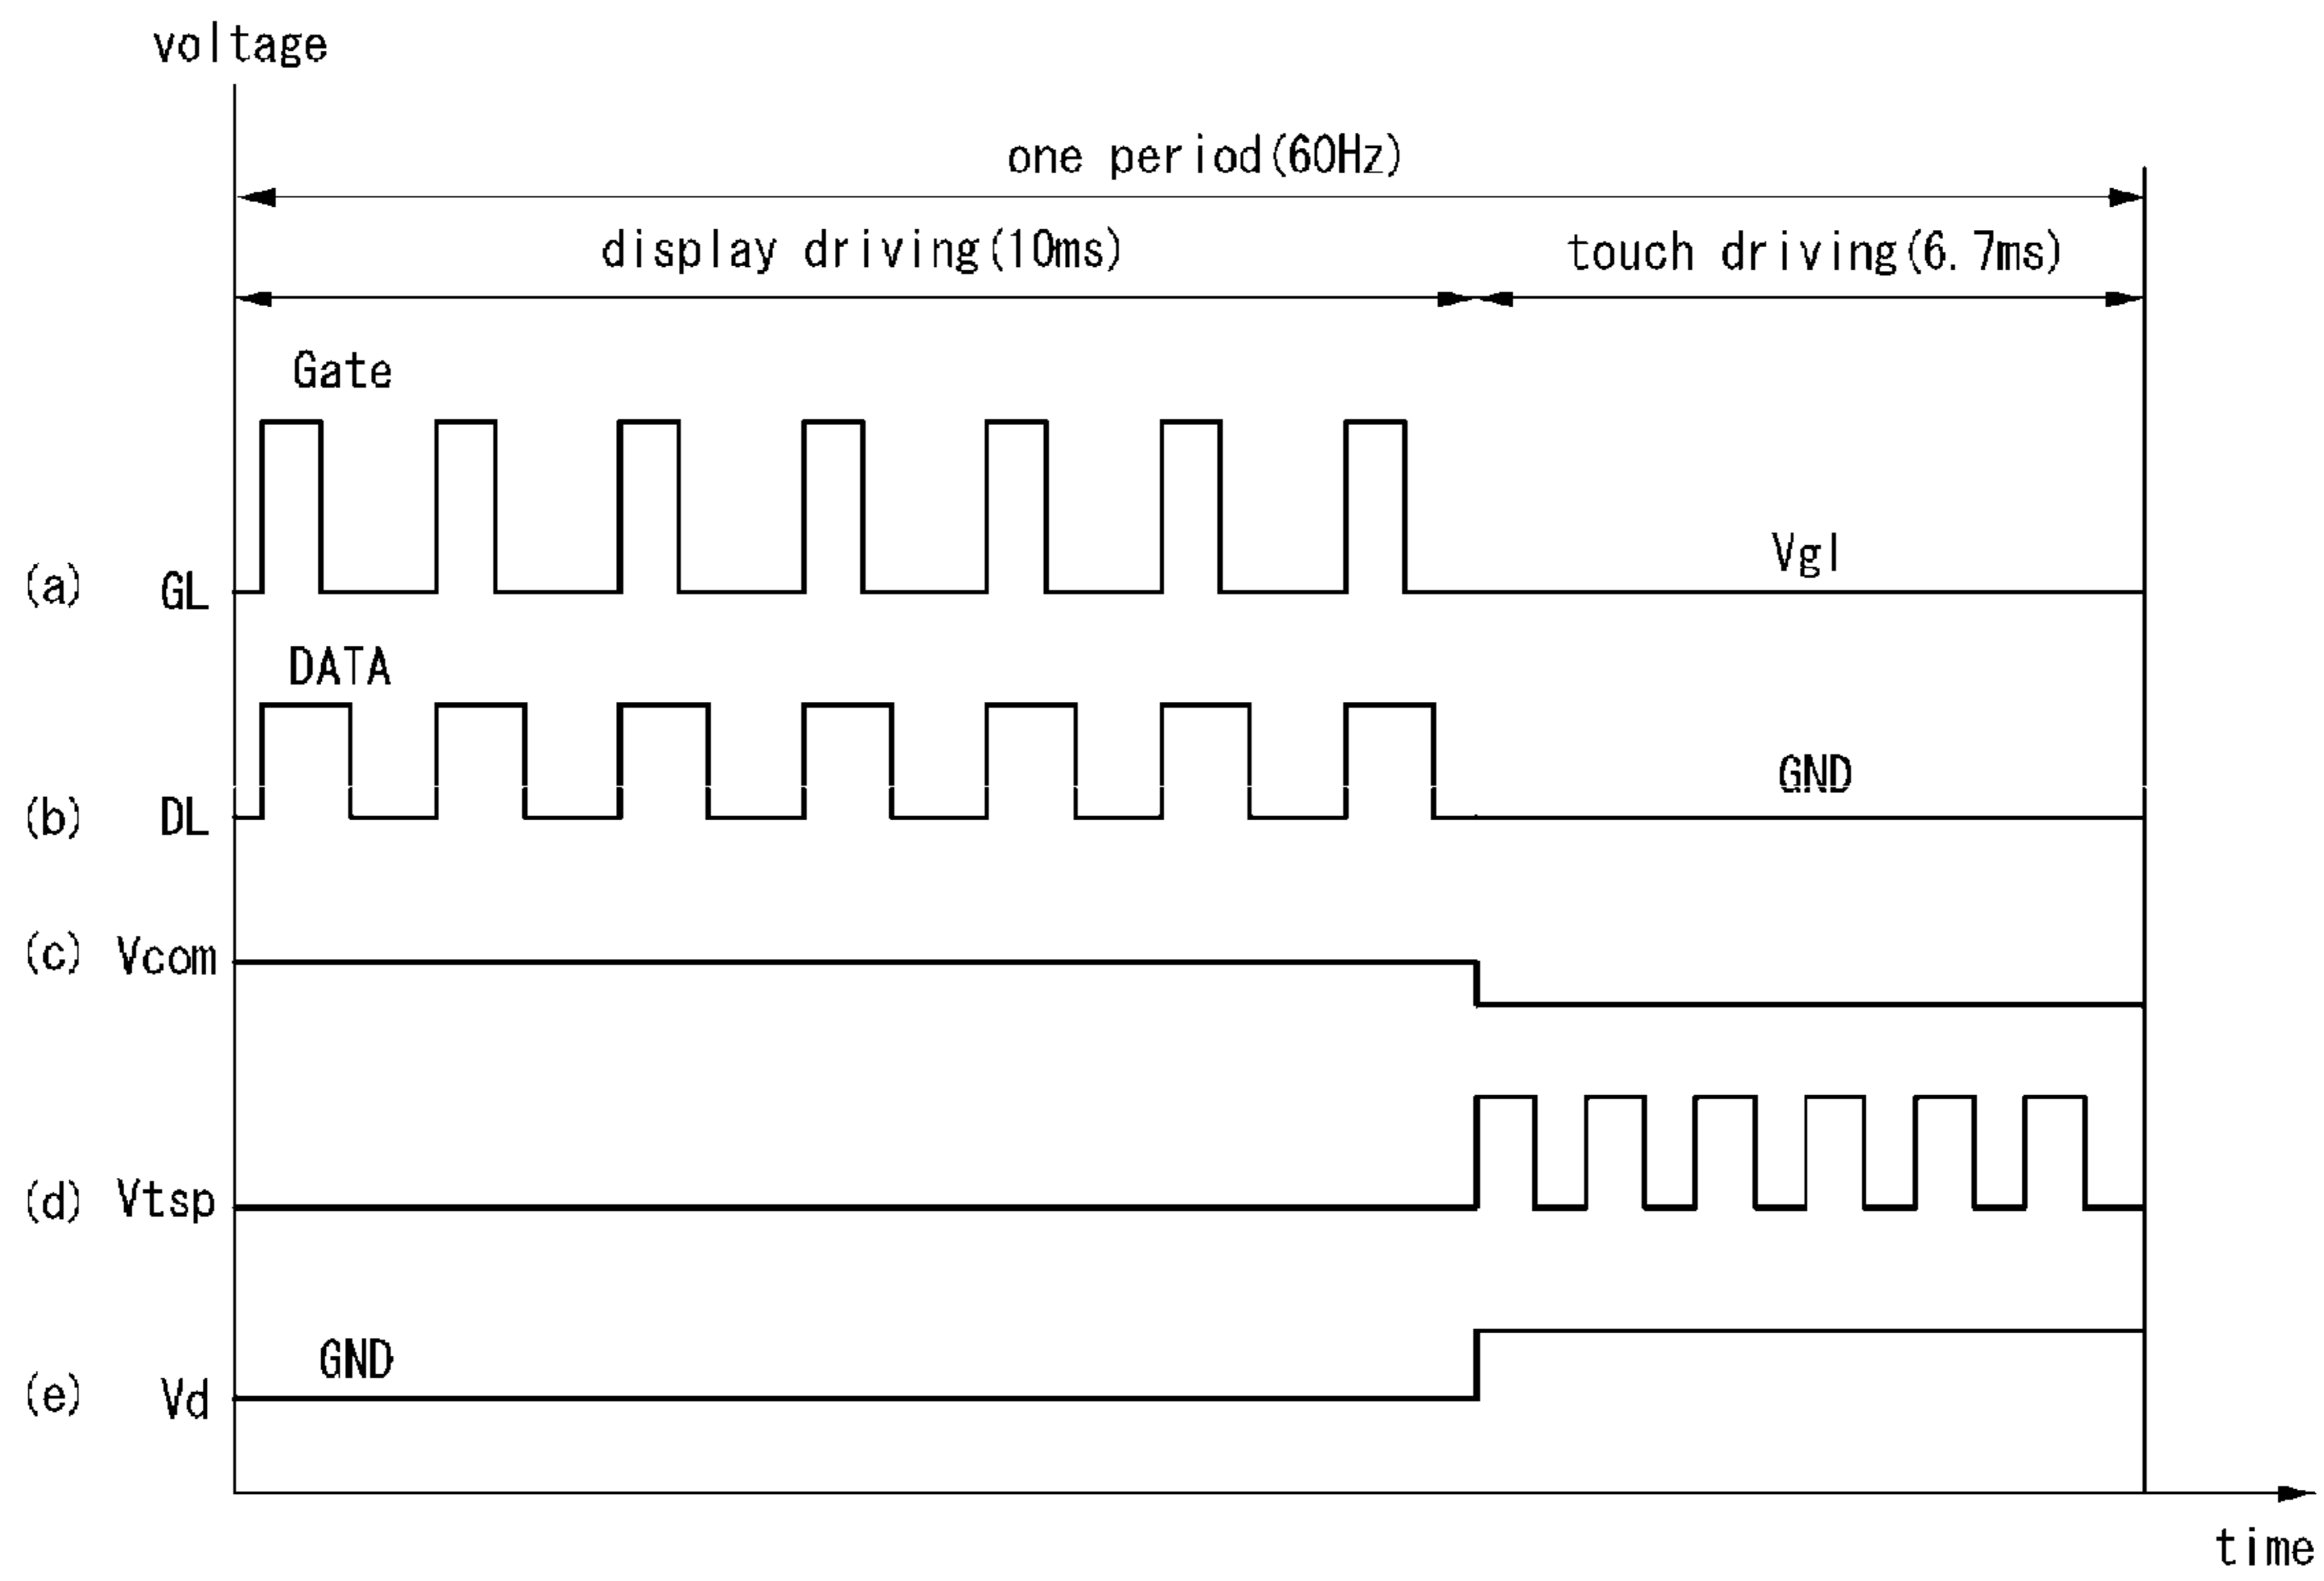 voltage
one period(60Hz)
display driving(10ms)
touch driving(6.7ms)
Gate
Vgl
(a) GL
DATA
GND
(b) DL
(c) Vcom
(d) Vtsp
GND
(e) Vd
time